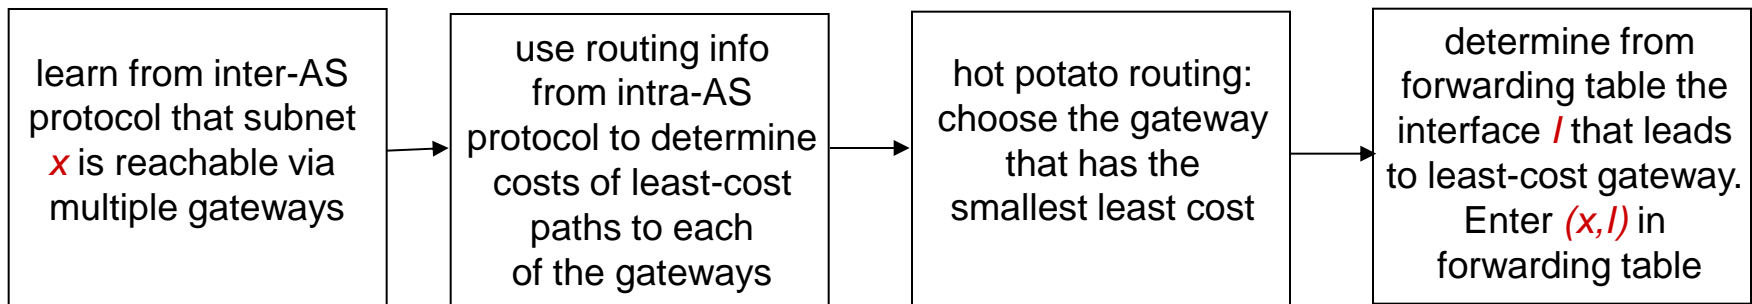 learn from inter-AS
protocol that subnet
x is reachable via
multiple gateways
use routing info
from intra-AS
protocol to determine
costs of least-cost
paths to each
of the gateways
hot potato routing:
choose the gateway
that has the
smallest least cost
determine from
forwarding table the
interface I that leads
to least-cost gateway.
Enter (x,I) in
forwarding table